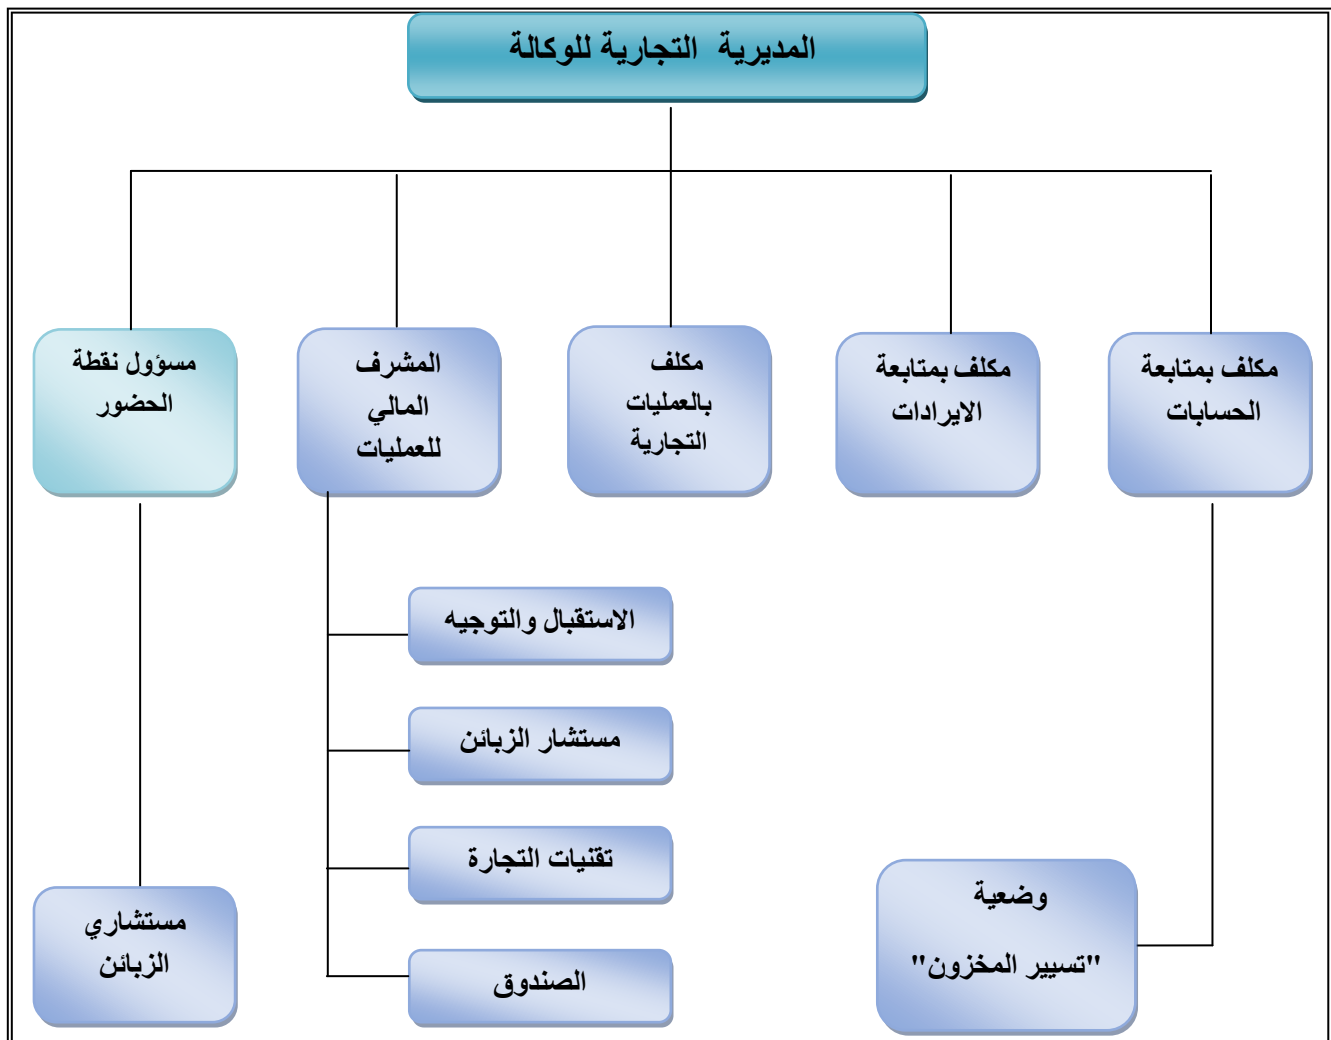 المديرية التجارية للوكالة
مكلف بمتابعة
الحسابات
مكلف بمتابعة
الايرادات
مكلف
بالعمليات
التجارية
المشرف
المالي
للعمليات
مسؤول نقطة
الحضور
الاستقبال والتوجيه
مستشار الزبائن
تقنيات التجارة
الصندوق
وضعية
"تسيير المخزون"
مستشاري
الزبائن